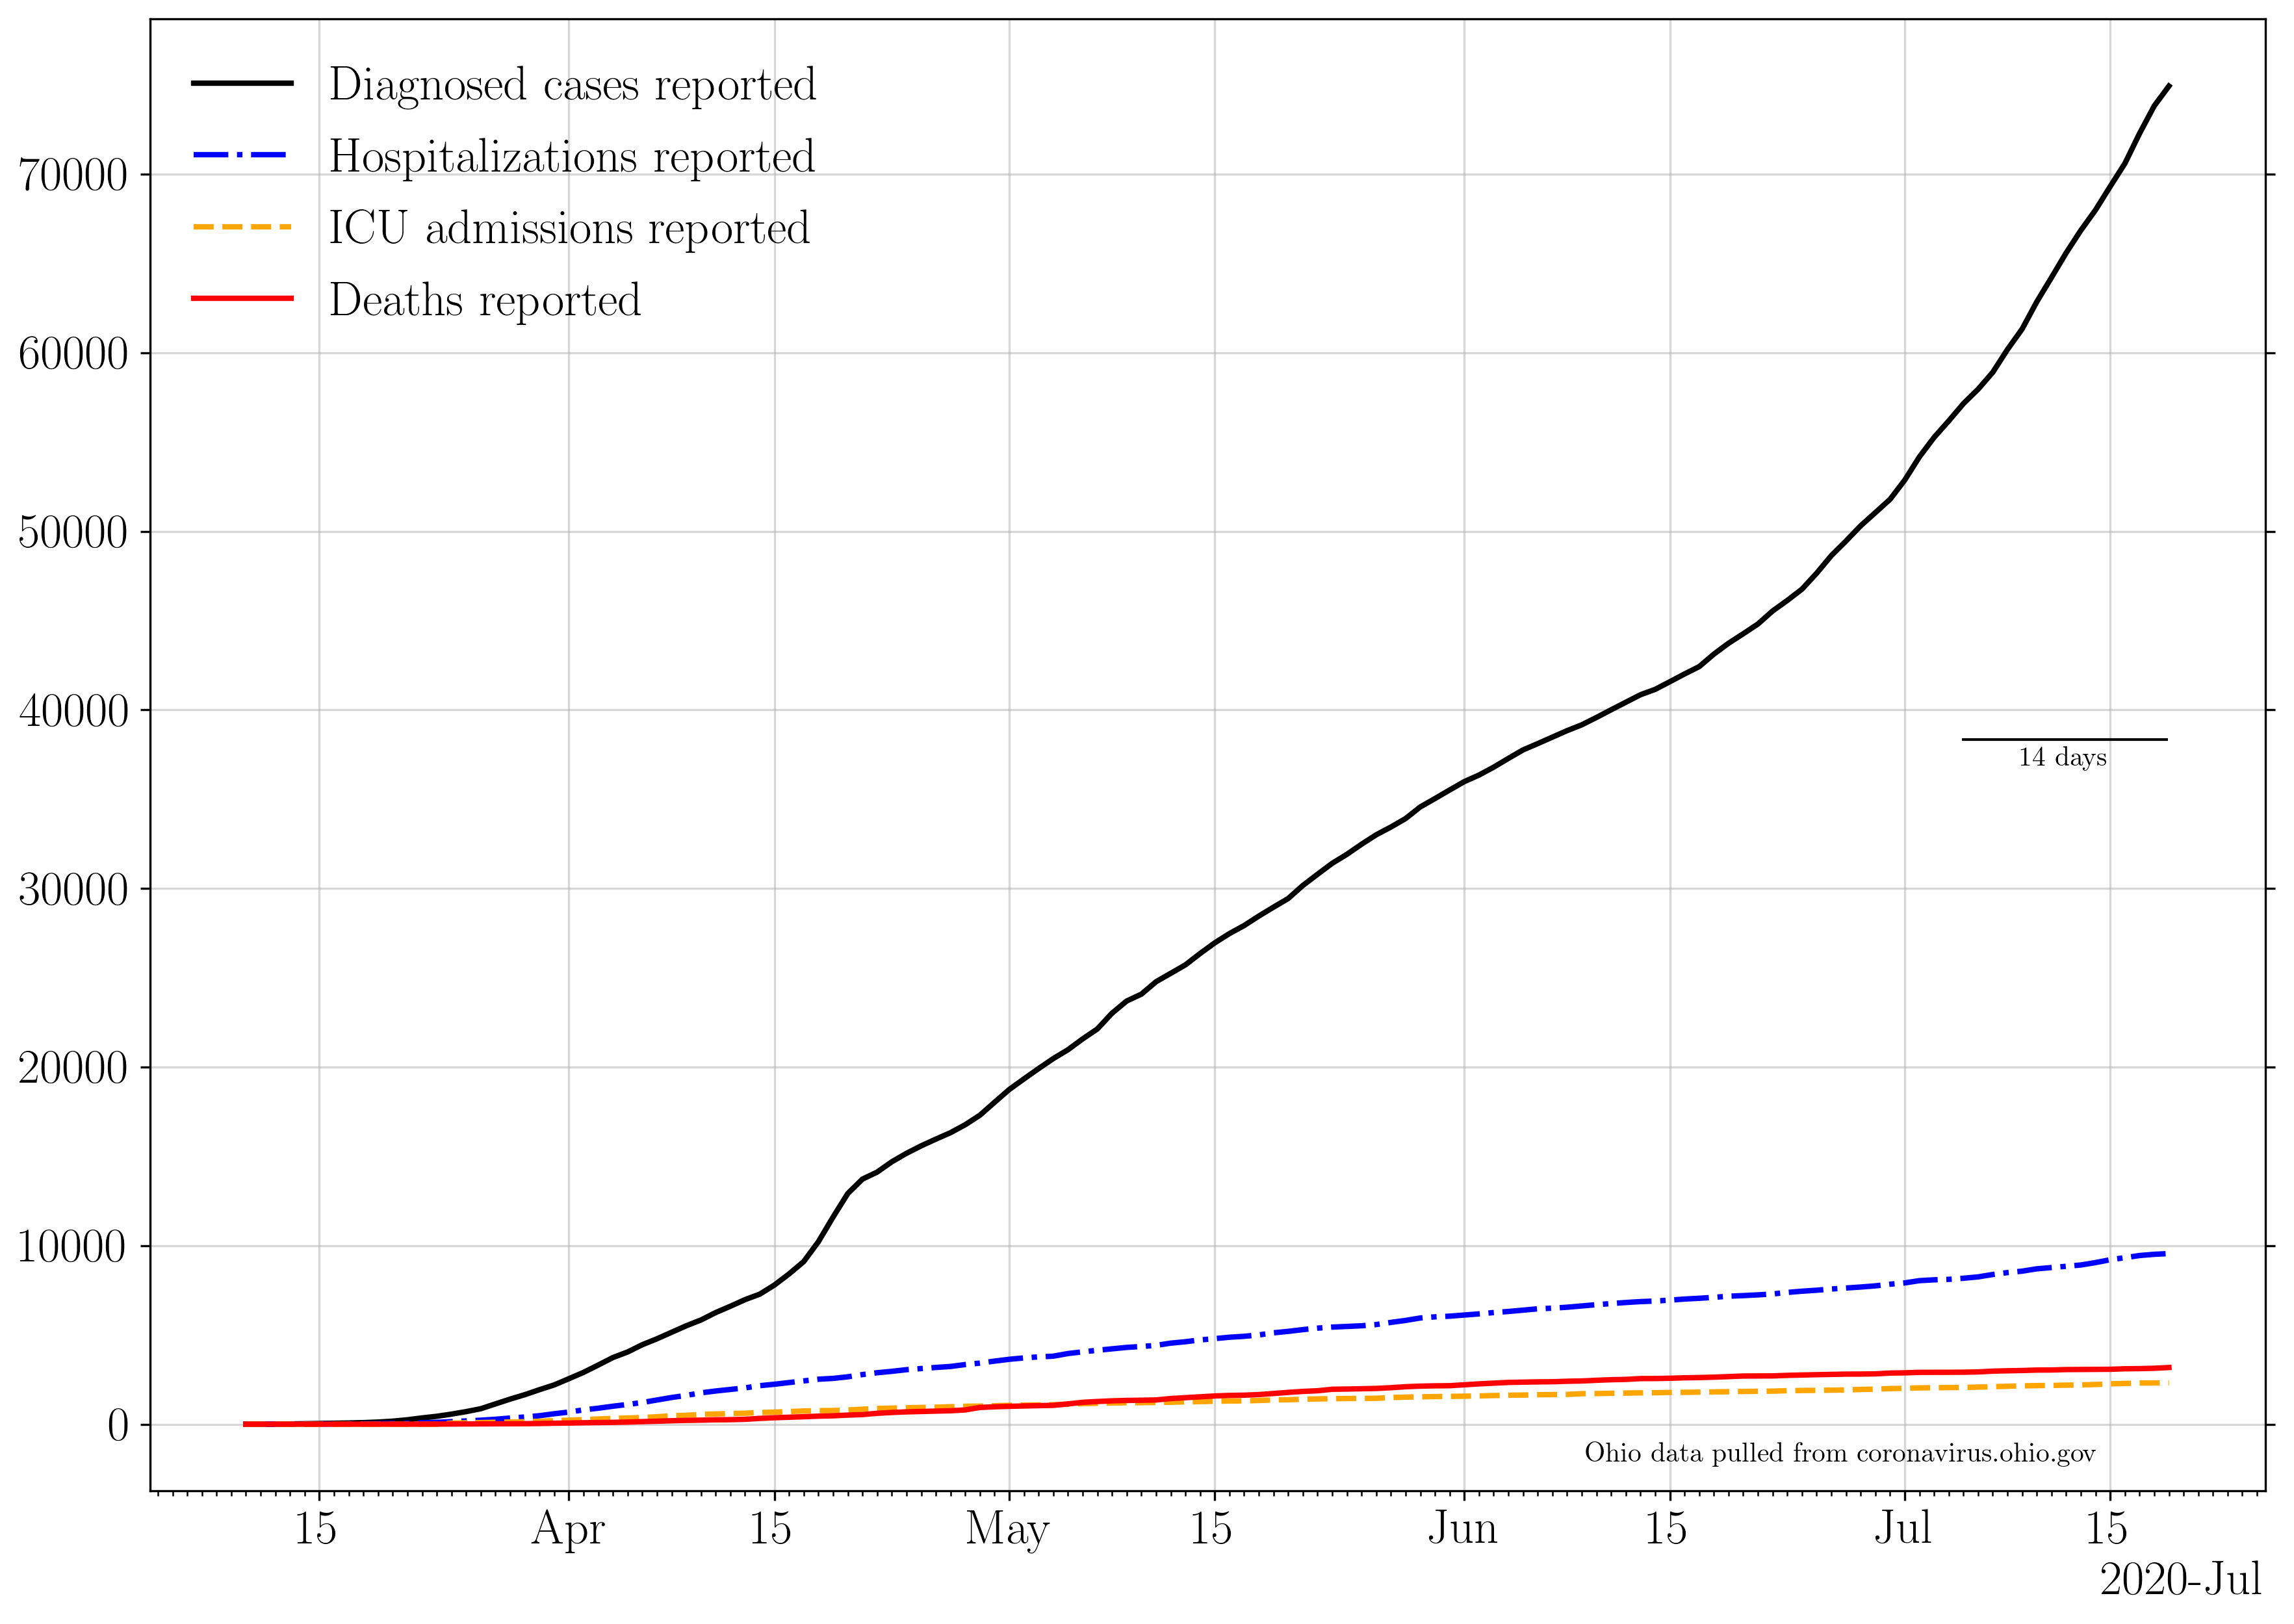 Diagnosed cases reported
Hospitalizations reported
ICU admissions reported
Deaths reported
70000
60000
50000
40000
30000
20000
10000
0
14 days
Ohio data pulled from coronavirus.ohio.gov
15 Apr 15 May 15 Jun 15 Jul 15
2020-Jul